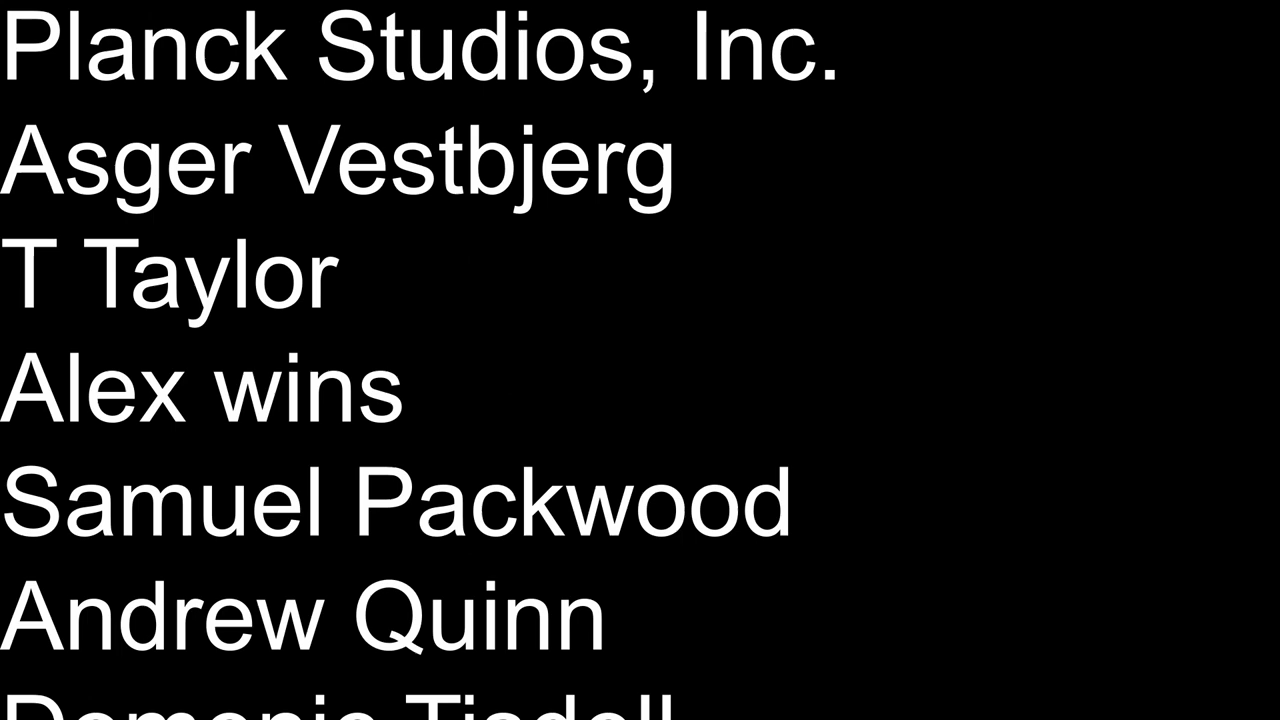 Planck Studios, Inc.
Asger Vestbjerg
T Taylor
Alex wins
Samuel Packwood
Andrew Quinn